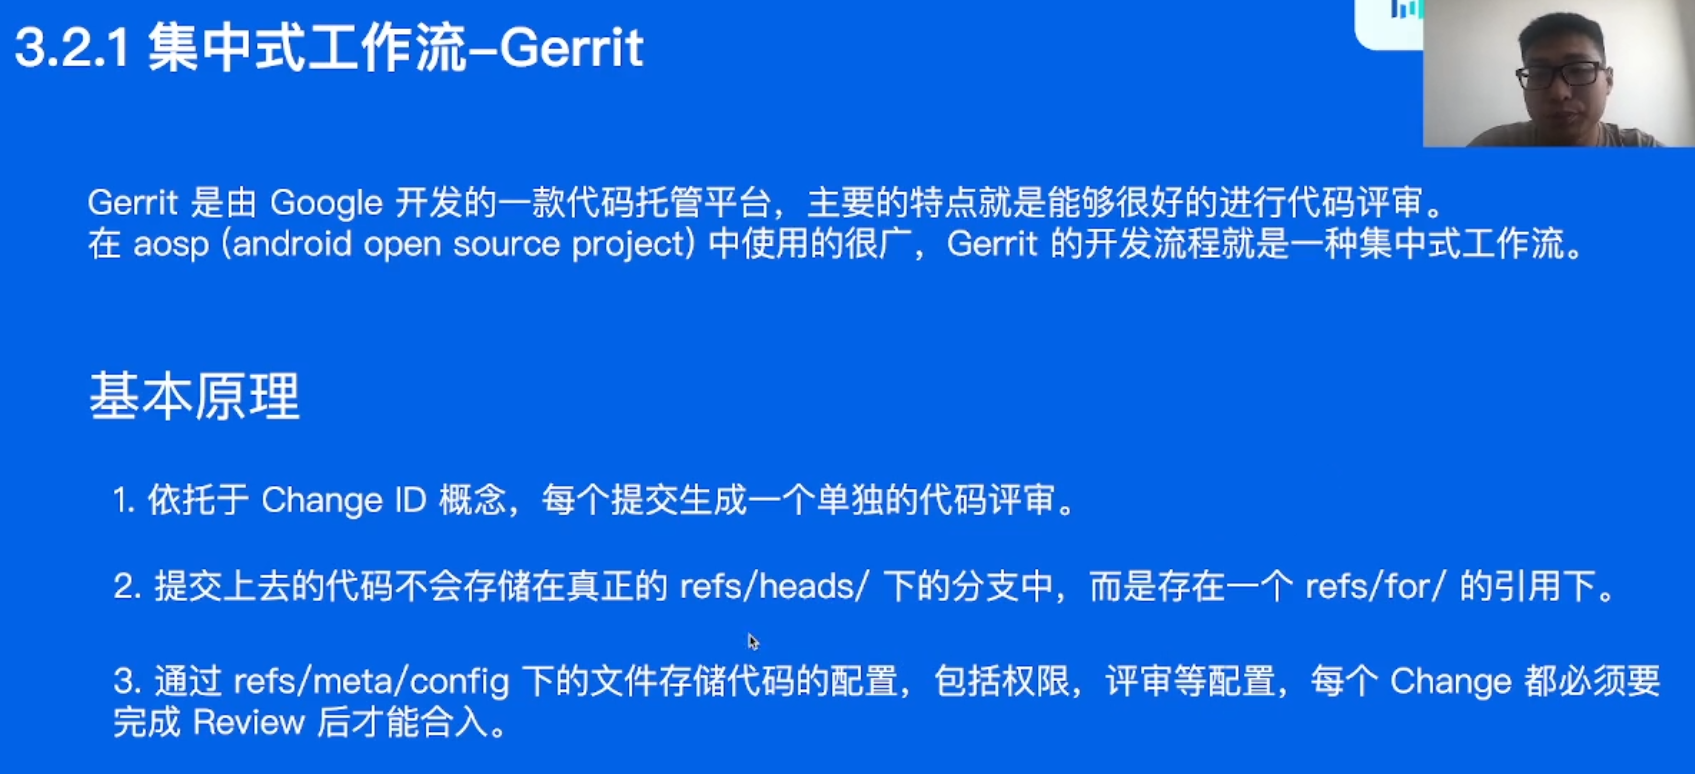 3.2.1 集中式工作流–Gerrit
Gerrit 是由 Google 开发的一款代码托管平台，主要的特点就是能够很好的进行代码评审。
在 aosp (android open source project) 中使用的很广，Gerrit 的开发流程就是一种集中式工作流。
基本原理
1. 依托于 Change ID 概念，每个提交生成一个单独的代码评审。
2. 提交上去的代码不会存储在真正的 refs/heads/ 下的分支中，而是存在一个 refs/for/ 的引用下。
3. 通过 refs/meta/config 下的文件存储代码的配置，包括权限，评审等配置，每个 Change 都必须要
完成 Review 后才能合入。